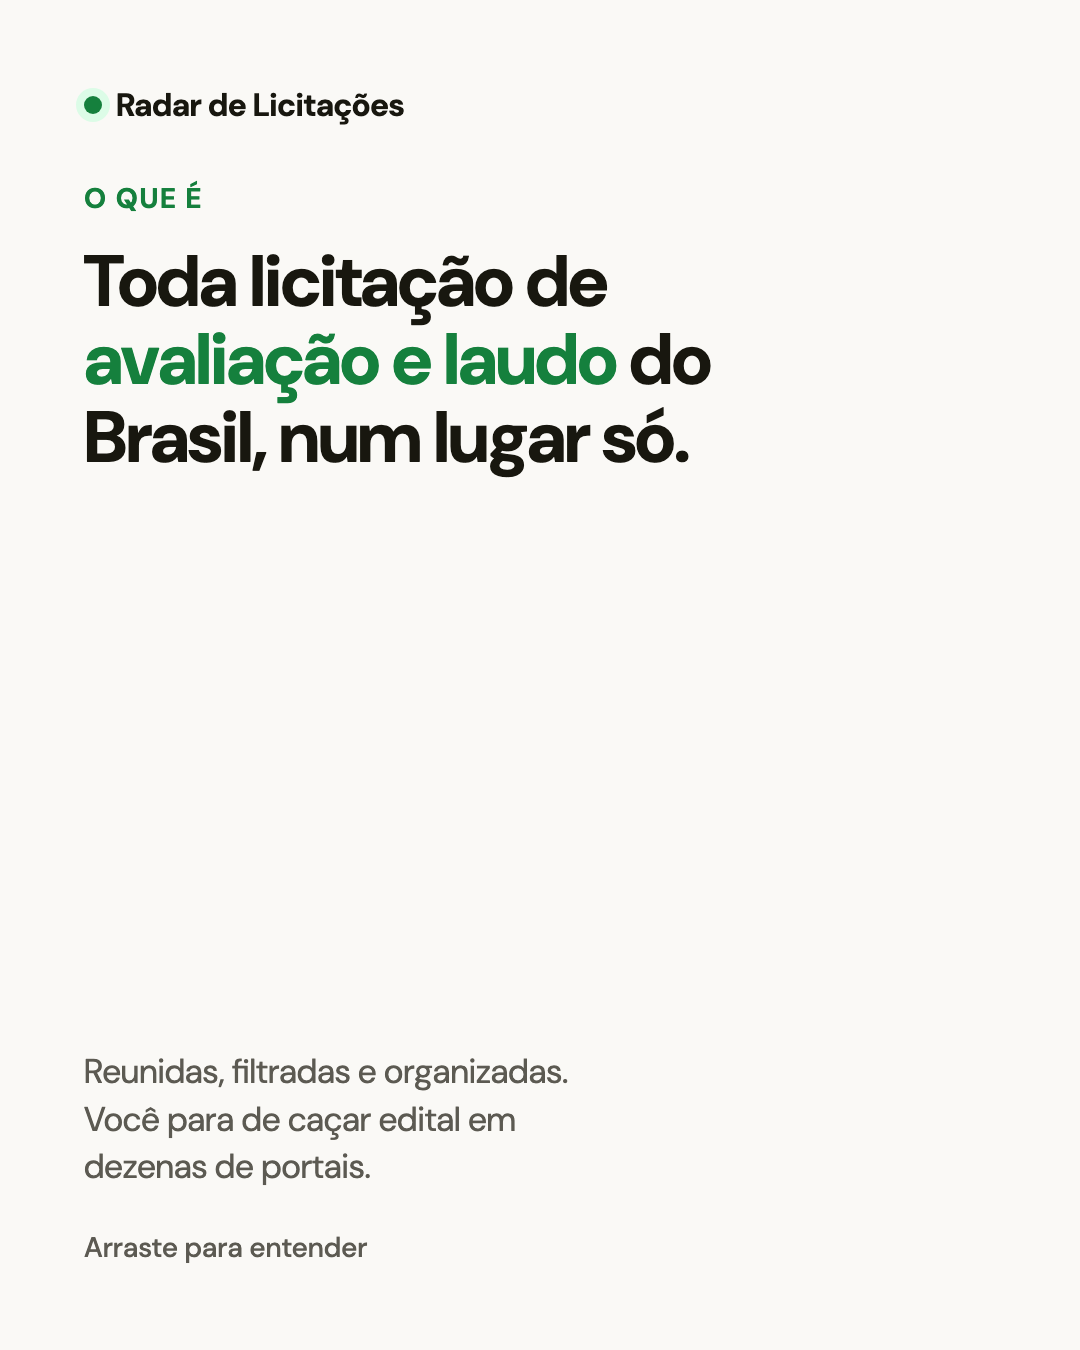 Radar de Licitações
O QUE É
Toda licitação de
avaliação e laudo do
Brasil, num lugar só.
Reunidas, filtradas e organizadas.
Você para de caçar edital em
dezenas de portais.
Arraste para entender